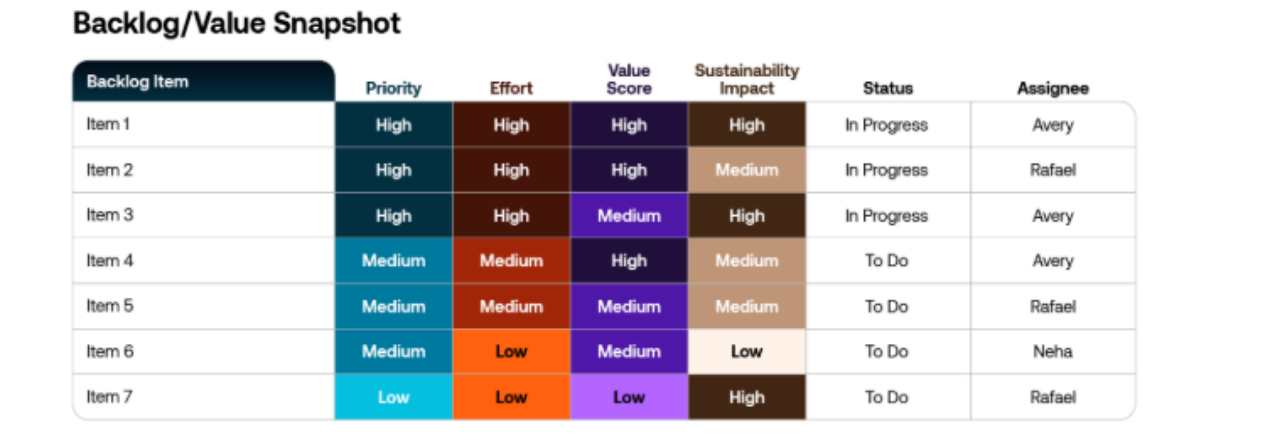 Backlog/Value Snapshot
Backlog Item Priority Effort Value Score Sustainability Impact Status Assignee
Item 1 High High High High In Progress Avery
Item 2 High High High Medium In Progress Rafael
Item 3 High High Medium High In Progress Avery
Item 4 Medium Medium High Medium To Do Avery
Item 5 Medium Medium Medium Medium To Do Rafael
Item 6 Medium Low Medium Low To Do Neha
Item 7 Low Low Low High To Do Rafael